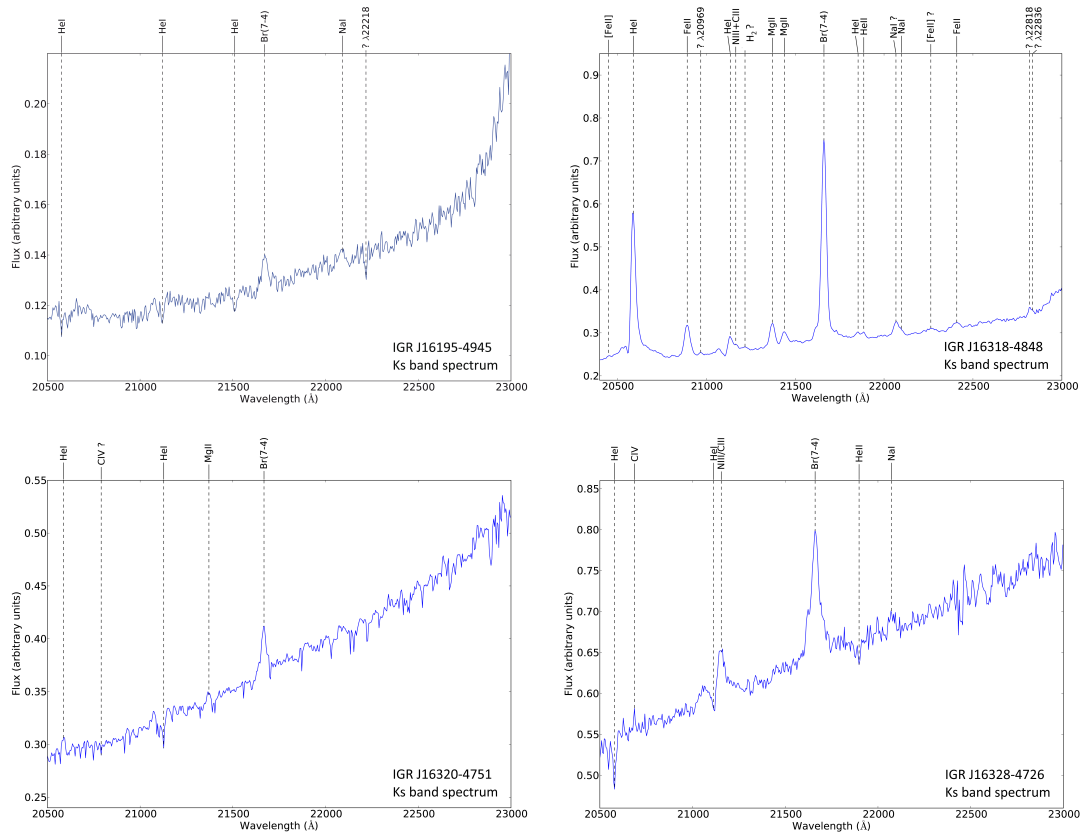 HeI
HeI
HeI
Br(7-4)
NaI
? λ22218
0.20
0.18
0.16
0.14
0.12
0.10
Flux (arbitrary units)
IGR J16195-4945
Ks band spectrum
20500
21000
21500
22000
22500
23000
Wavelength (Å)
[FeII]
HeI
FeII
? λ20969
HeI
NIII+CIII
H2 ?
MgII
MgII
Br(7-4)
HeI
HeII
NaI ?
NaI
[FeII] ?
FeII
? λ22818
? λ22836
0.9
0.8
0.7
0.6
0.5
0.4
0.3
0.2
Flux (arbitrary units)
IGR J16318-4848
Ks band spectrum
20500
21000
21500
22000
22500
23000
Wavelength (Å)
HeI
CIV ?
HeI
MgII
Br(7-4)
0.55
0.50
0.45
0.40
0.35
0.30
0.25
Flux (arbitrary units)
IGR J16320-4751
Ks band spectrum
20500
21000
21500
22000
22500
23000
Wavelength (Å)
HeI
CIV
HeI
NIII/CIII
Br(7-4)
HeII
NaI
0.85
0.80
0.75
0.70
0.65
0.60
0.55
0.50
Flux (arbitrary units)
IGR J16328-4726
Ks band spectrum
20500
21000
21500
22000
22500
23000
Wavelength (Å)